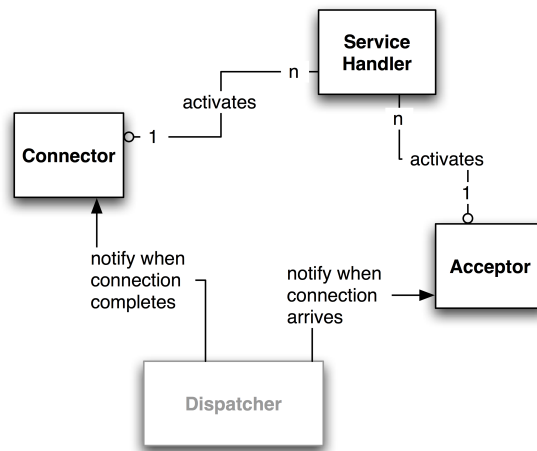 Service
Handler
n
activates
1
n
Connector
activates
1
notify when
connection
completes
notify when
connection
arrives
Acceptor
Dispatcher